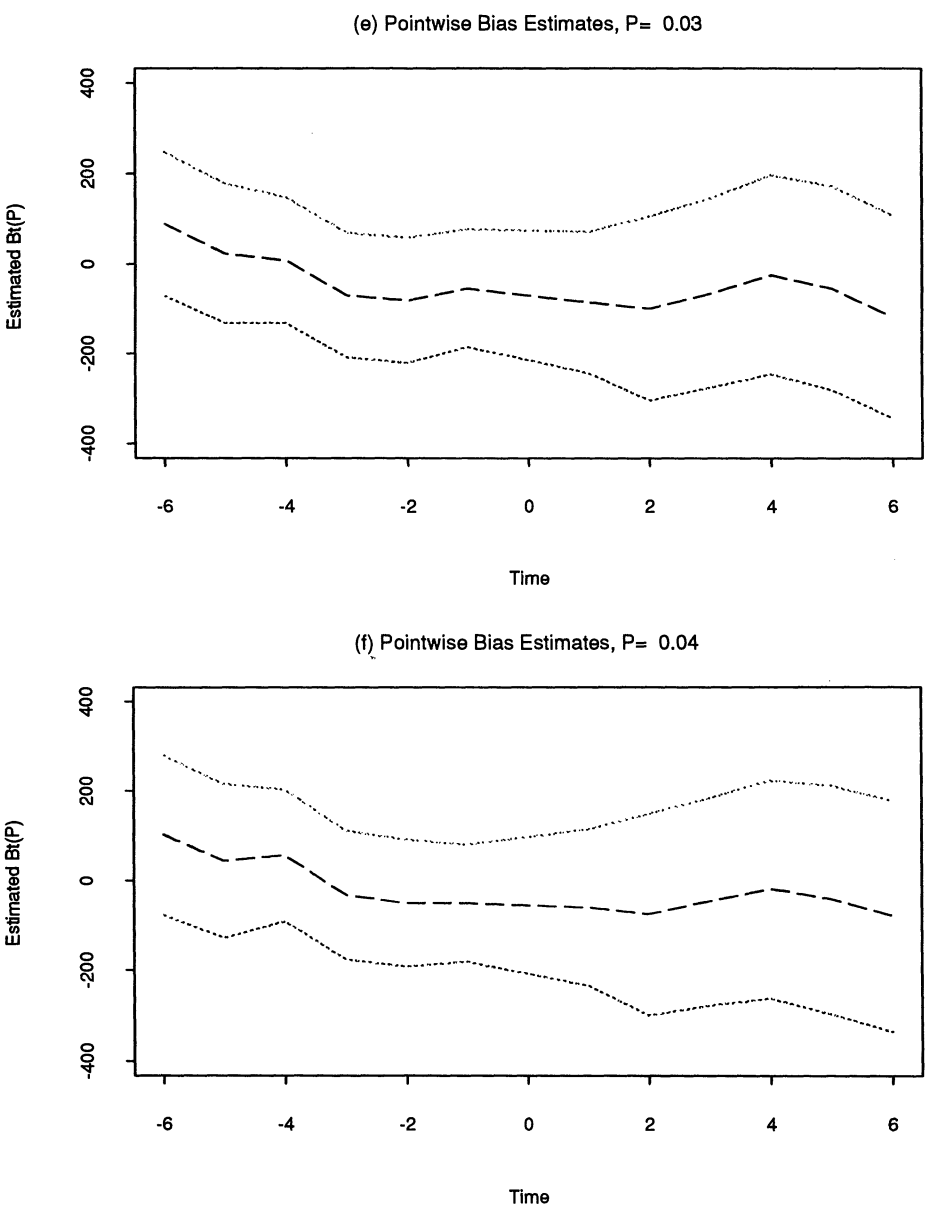 (e) Pointwise Bias Estimates, P= 0.03
400
200
0
-200
-400
Estimated Bt(P)
-6 -4 -2 0 2 4 6
Time
(f) Pointwise Bias Estimates, P= 0.04
400
200
0
-200
-400
Estimated Bt(P)
-6 -4 -2 0 2 4 6
Time